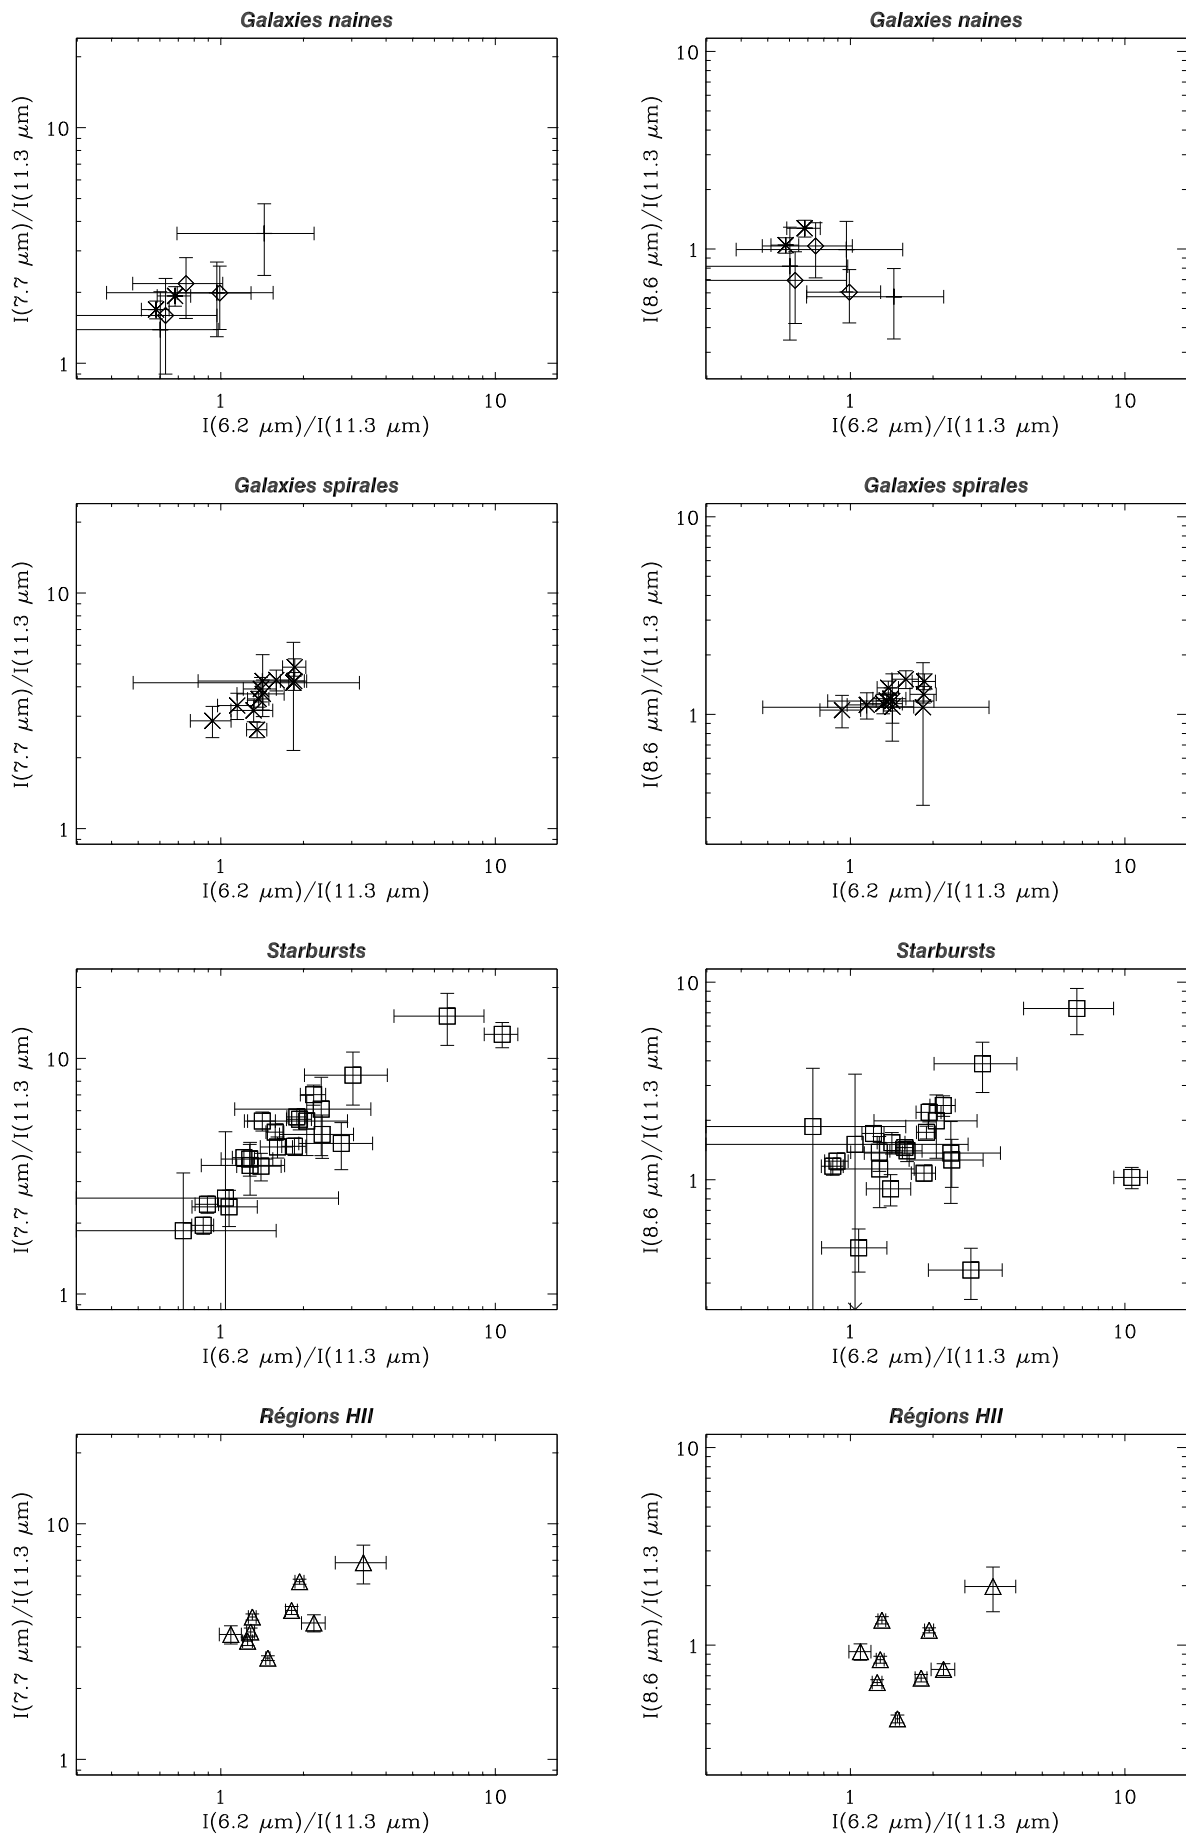 Galaxies naines
I(7.7 µm)/I(11.3 µm)
10
1
1
10
I(6.2 µm)/I(11.3 µm)
Galaxies naines
I(8.6 µm)/I(11.3 µm)
10
1
1
10
I(6.2 µm)/I(11.3 µm)
Galaxies spirales
I(7.7 µm)/I(11.3 µm)
10
1
1
10
I(6.2 µm)/I(11.3 µm)
Galaxies spirales
I(8.6 µm)/I(11.3 µm)
10
1
1
10
I(6.2 µm)/I(11.3 µm)
Starbursts
I(7.7 µm)/I(11.3 µm)
10
1
1
10
I(6.2 µm)/I(11.3 µm)
Starbursts
I(8.6 µm)/I(11.3 µm)
10
1
1
10
I(6.2 µm)/I(11.3 µm)
Régions HII
I(7.7 µm)/I(11.3 µm)
10
1
1
10
I(6.2 µm)/I(11.3 µm)
Régions HII
I(8.6 µm)/I(11.3 µm)
10
1
1
10
I(6.2 µm)/I(11.3 µm)